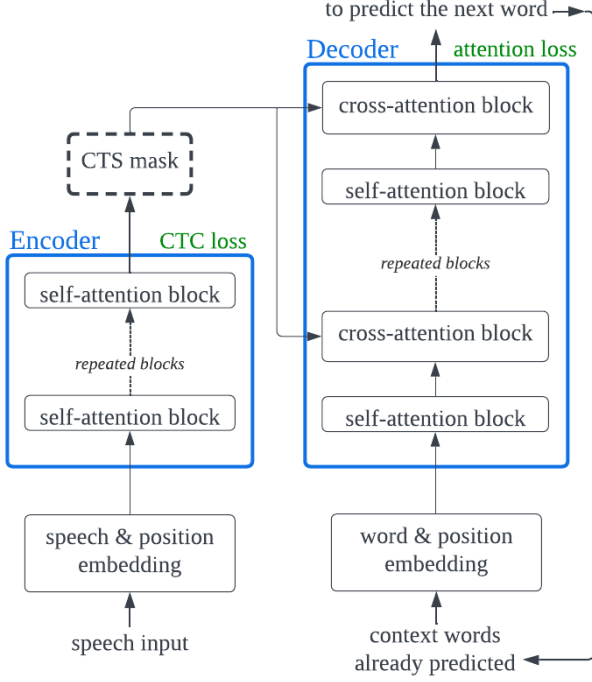 to predict the next word
Decoder
attention loss
cross-attention block
self-attention block
repeated blocks
cross-attention block
self-attention block
word & position
embedding
context words
already predicted
CTS mask
Encoder
CTC loss
self-attention block
repeated blocks
self-attention block
speech & position
embedding
speech input